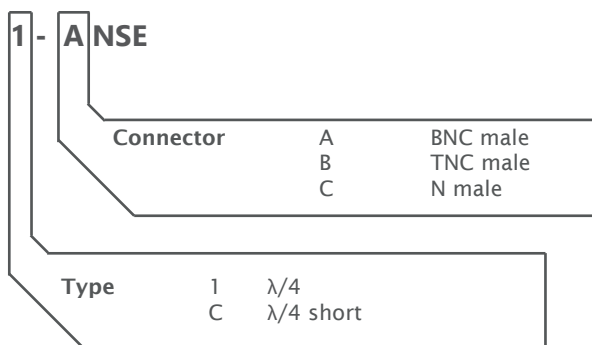 1 - ANSE
Connector A BNC male
B TNC male
C N male
Type 1 λ/4
C λ/4 short